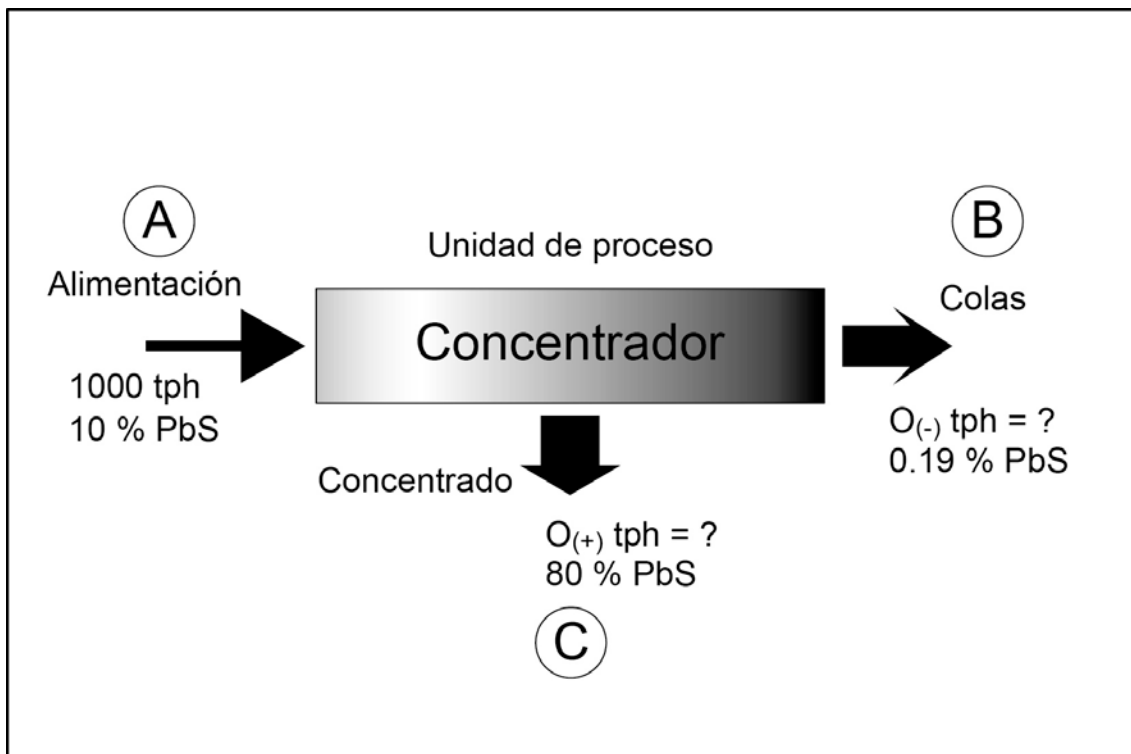 A
Alimentación
1000 tph
10 % PbS
Unidad de proceso
Concentrador
Concentrado
O(+) tph = ?
80 % PbS
C
B
Colas
O(-) tph = ?
0.19 % PbS